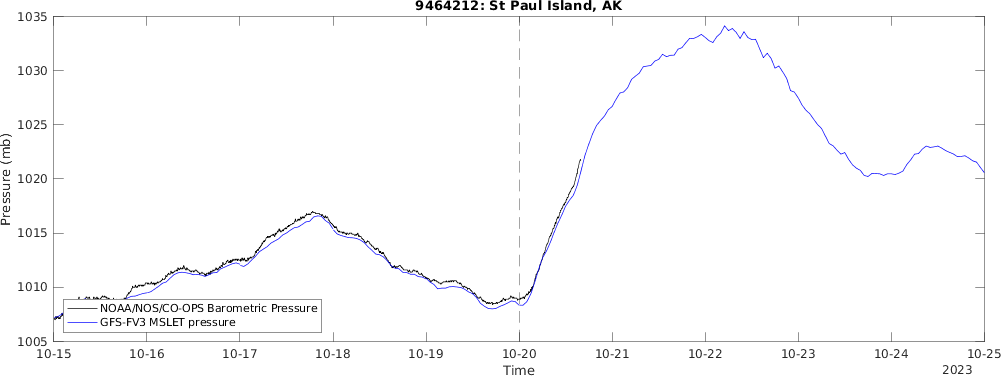 9464212: St Paul Island, AK
1035
1030
1025
1020
1015
1010
1005
Pressure (mb)
NOAA/NOS/CO-OPS Barometric Pressure
GFS-FV3 MSLET pressure
10-15 10-16 10-17 10-18 10-19 10-20 10-21 10-22 10-23 10-24 10-25
Time
2023